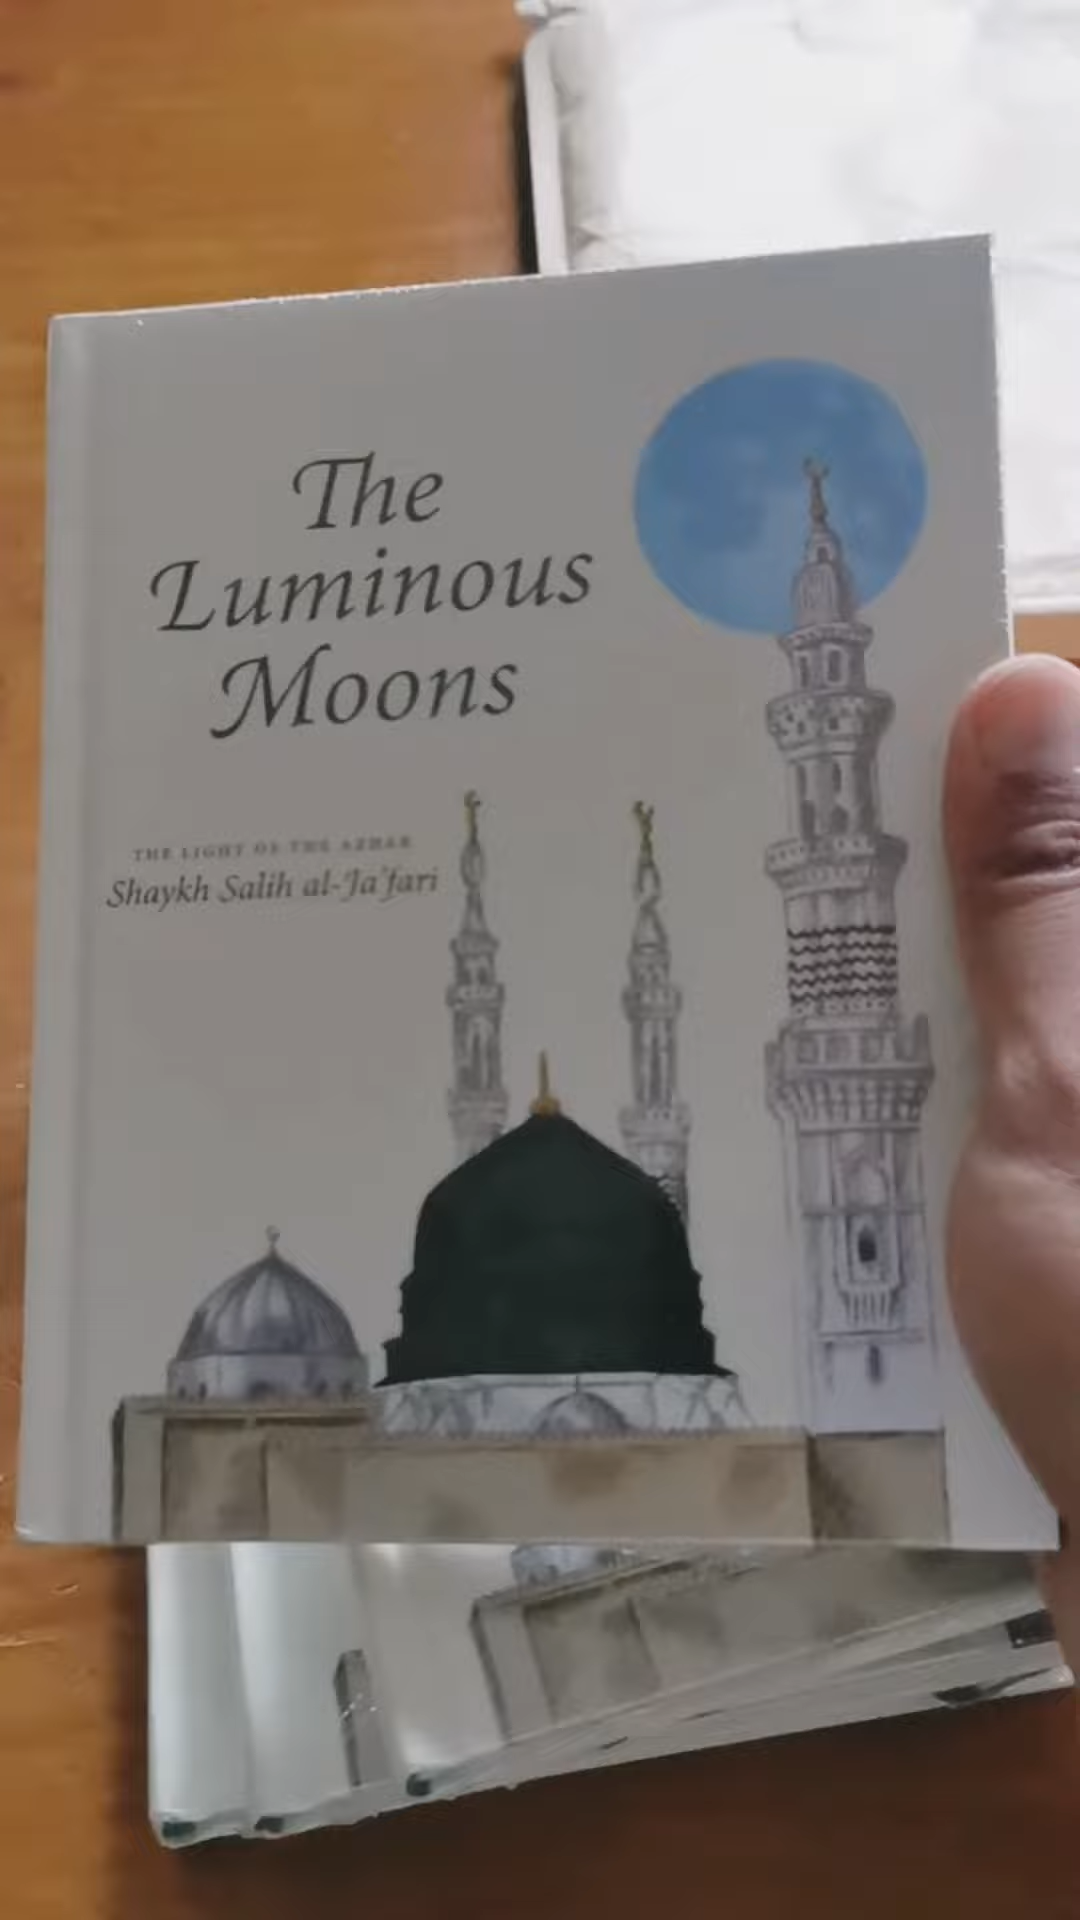 The
Luminous
Moons
THE LIGHT OF THE AZHAR
Shaykh Salih al-Ja'fari